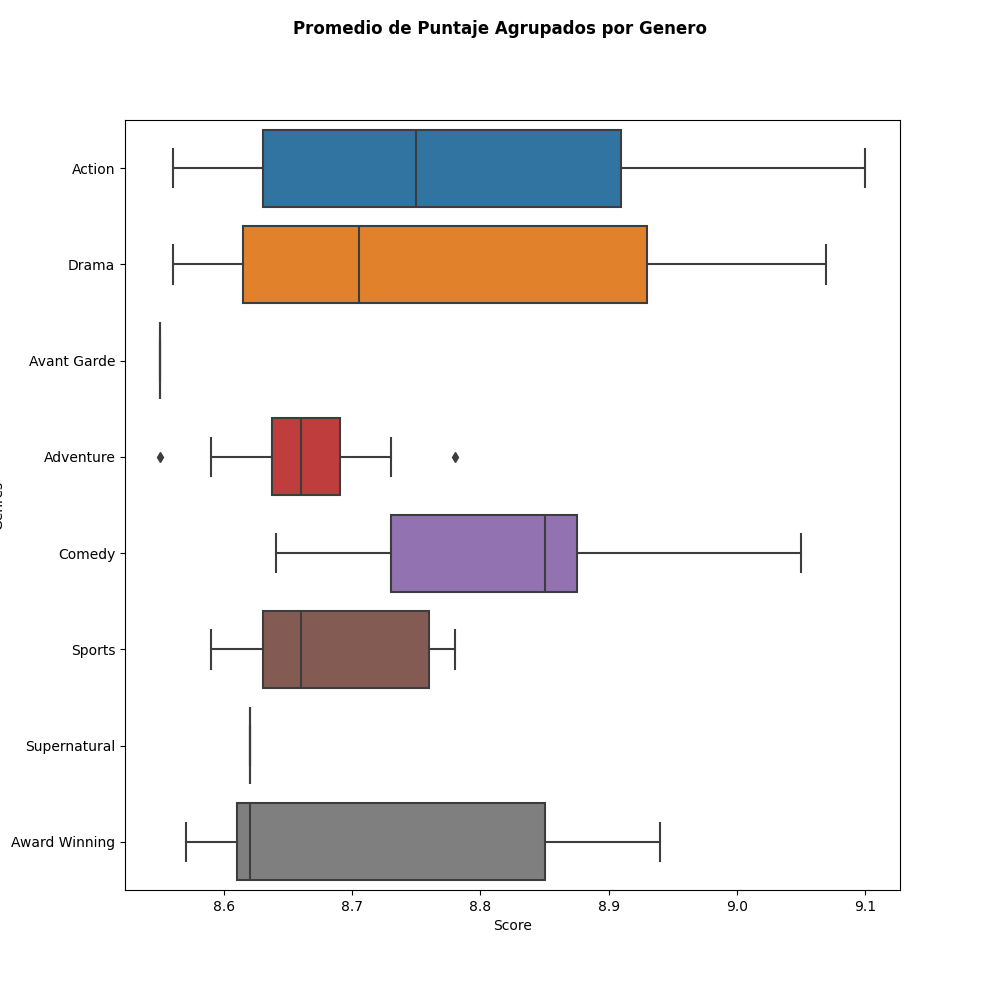 Promedio de Puntaje Agrupados por Genero
Action
Drama
Avant Garde
Adventure
Comedy
Sports
Supernatural
Award Winning
8.6 8.7 8.8 8.9 9.0 9.1
Score